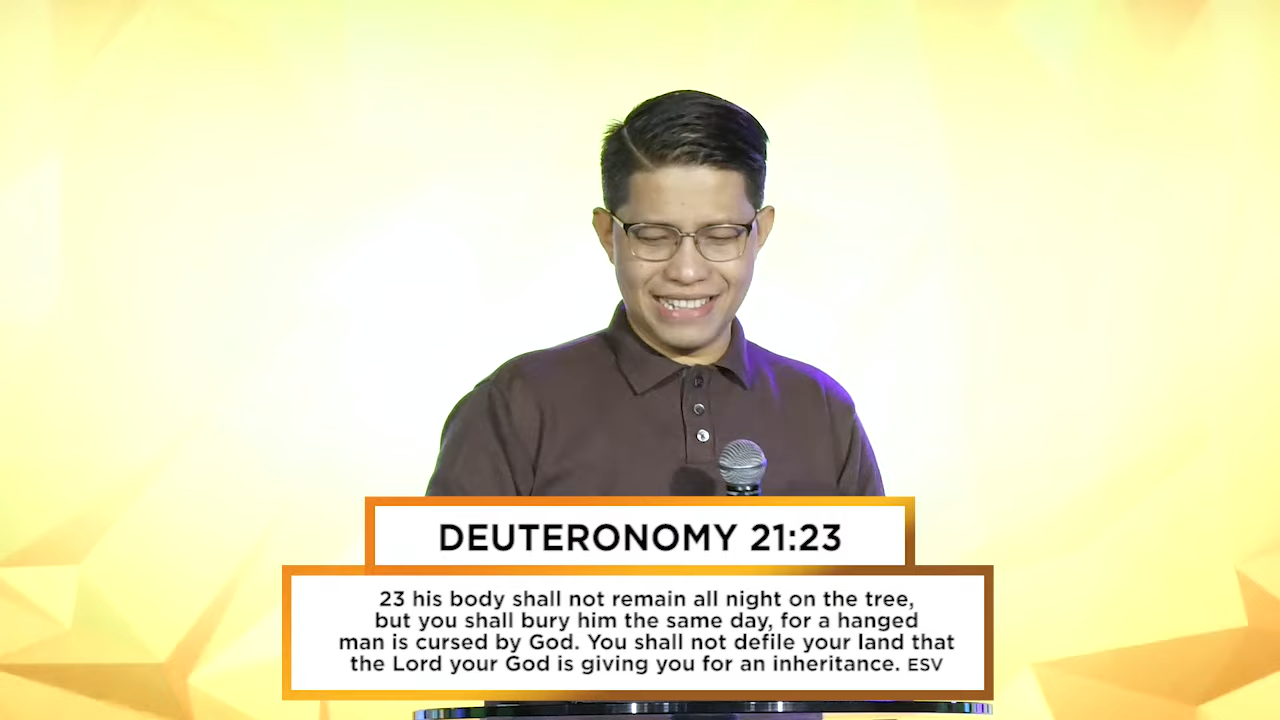 DEUTERONOMY 21:23
23 his body shall not remain all night on the tree,
but you shall bury him the same day, for a hanged
man is cursed by God. You shall not defile your land that
the Lord your God is giving you for an inheritance. ESV